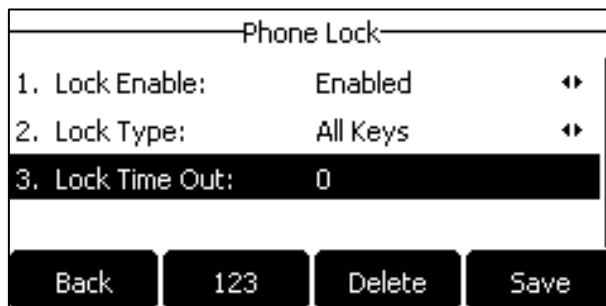 Phone Lock
1. Lock Enable: Enabled
2. Lock Type: All Keys
3. Lock Time Out: 0
Back 123 Delete Save